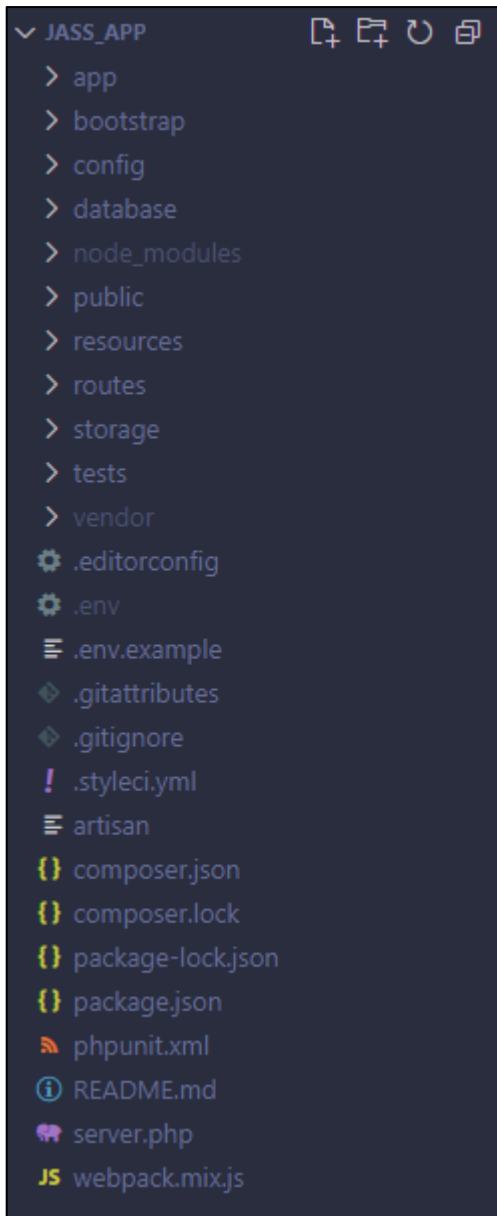 JASS_APP
app
bootstrap
config
database
node_modules
public
resources
routes
storage
tests
vendor
.editorconfig
.env
.env.example
.gitattributes
.gitignore
.styleci.yml
artisan
composer.json
composer.lock
package-lock.json
package.json
phpunit.xml
README.md
server.php
JS webpack.mix.js